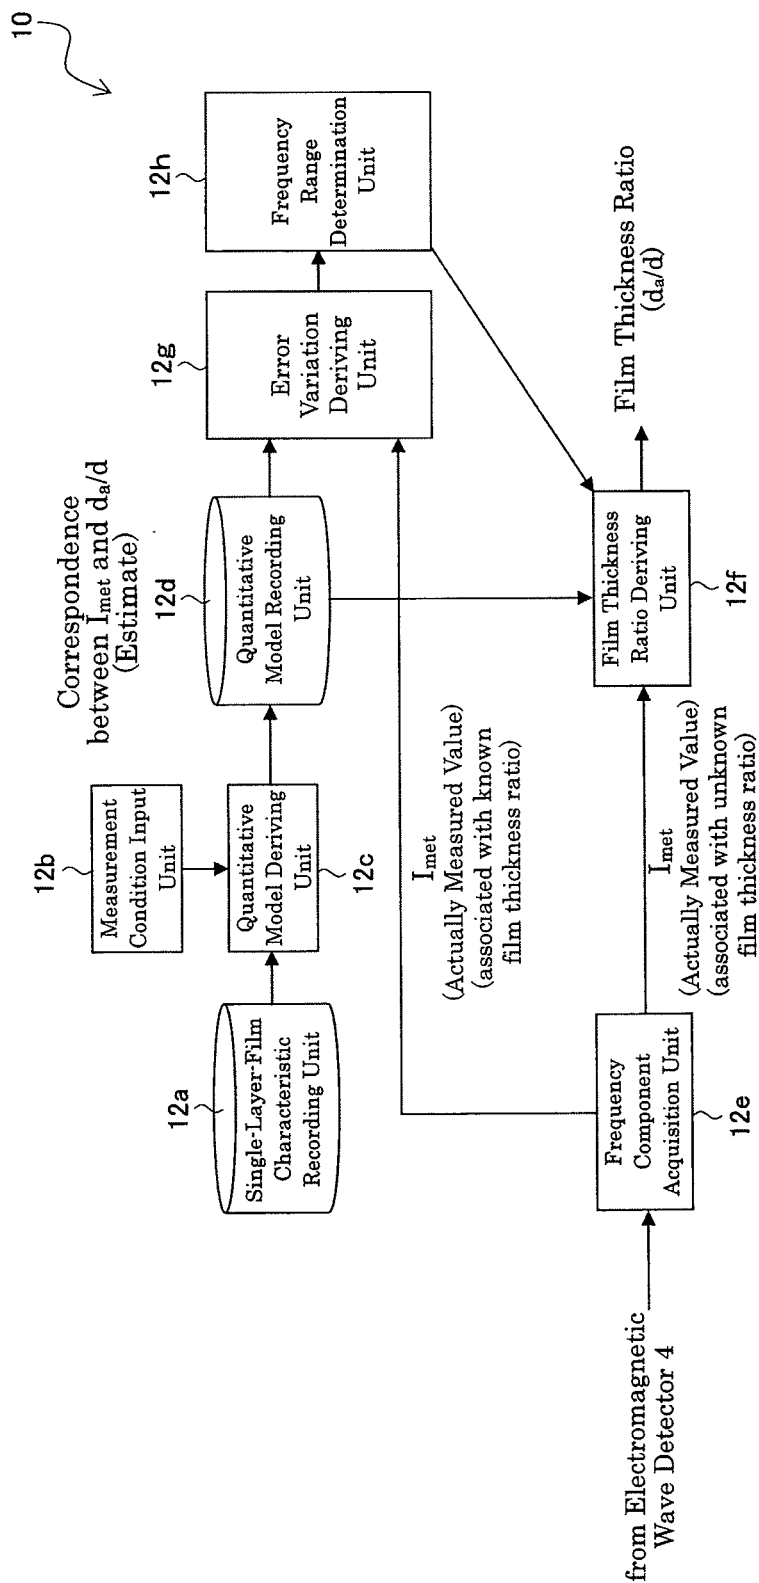 10
12a
Single-Layer-Film
Characteristic
Recording Unit
12b
Measurement
Condition Input
Unit
Quantitative
Model Deriving
Unit
12c
Correspondence
between Imet and da/d
(Estimate)
12d
Quantitative
Model Recording
Unit
12g
Error
Variation
Deriving
Unit
12h
Frequency
Range
Determination
Unit
Imet
(Actually Measured Value)
(associated with known
film thickness ratio)
from Electromagnetic
Wave Detector 4
Frequency
Component
Acquisition Unit
12e
Imet
(Actually Measured Value)
(associated with unknown
film thickness ratio)
Film Thickness
Ratio Deriving
Unit
12f
Film Thickness Ratio
(da/d)